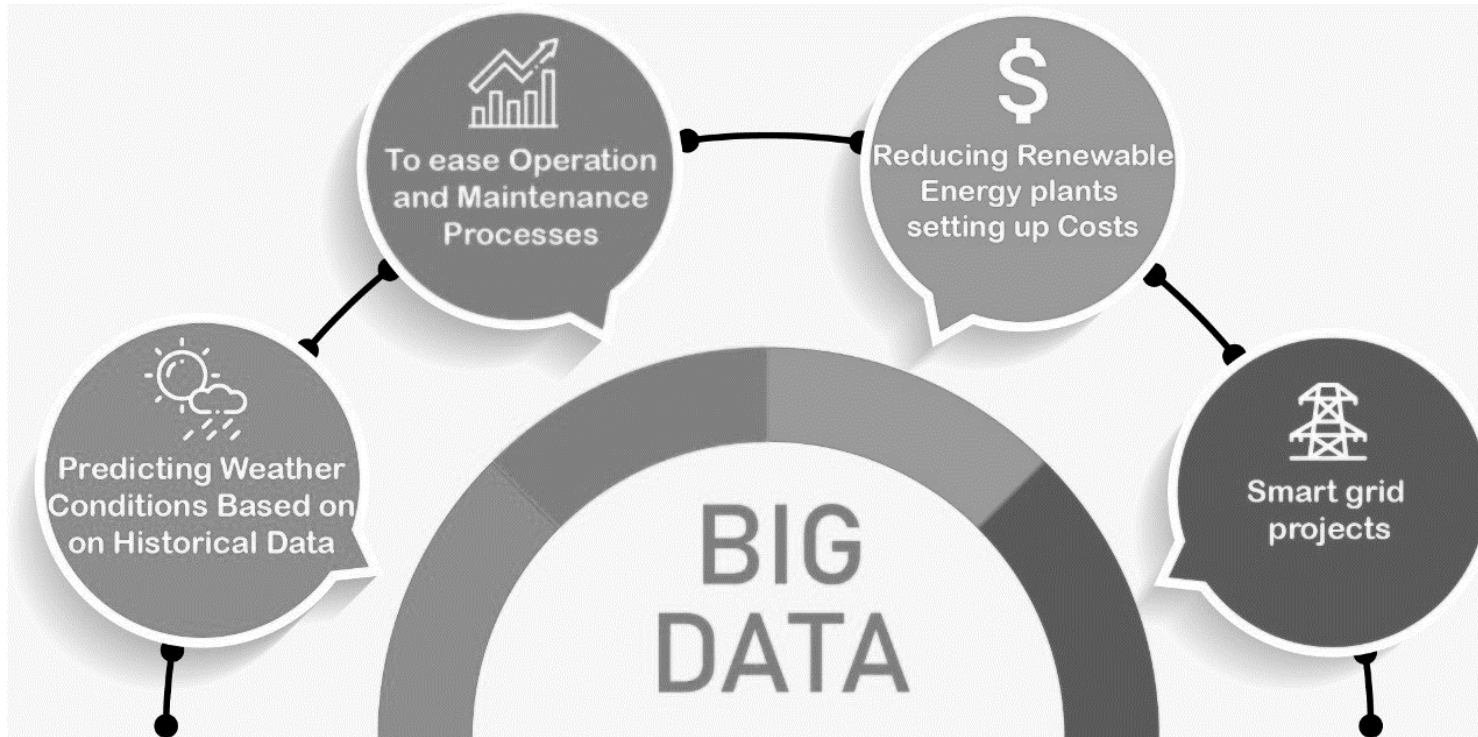 To ease Operation
and Maintenance
Processes
$
Reducing Renewable
Energy plants
setting up Costs
Predicting Weather
Conditions Based on
on Historical Data
Smart grid
projects
BIG
DATA